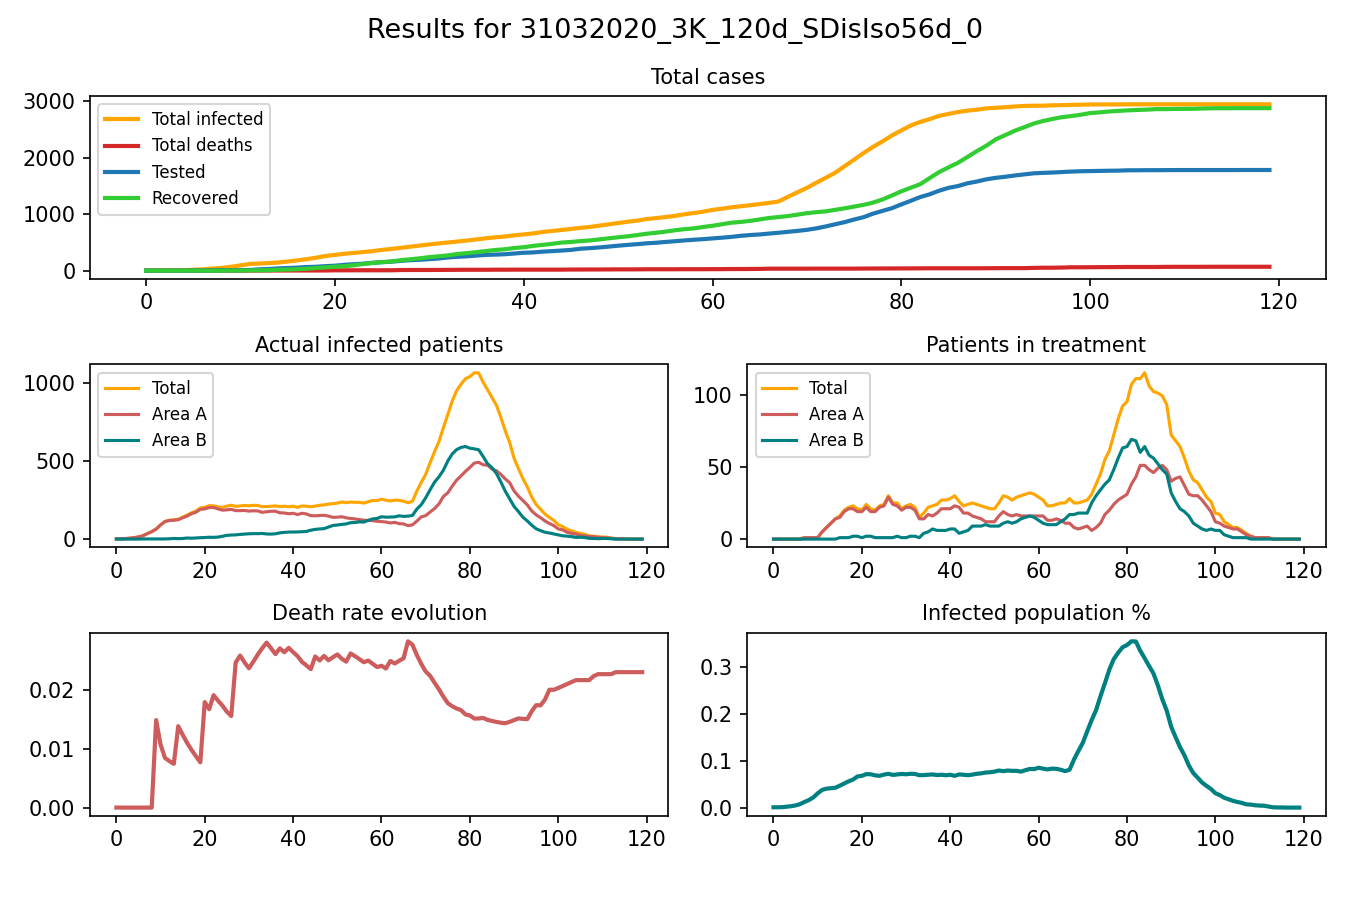 Results for 31032020_3K_120d_SDisIso56d_0
Total cases
3000
2000
1000
0
Total infected
Total deaths
Tested
Recovered
0 20 40 60 80 100 120
Actual infected patients
1000
500
0
Total
Area A
Area B
0 20 40 60 80 100 120
Patients in treatment
100
50
0
Total
Area A
Area B
0 20 40 60 80 100 120
Death rate evolution
0.02
0.01
0.00
0 20 40 60 80 100 120
Infected population %
0.3
0.2
0.1
0.0
0 20 40 60 80 100 120